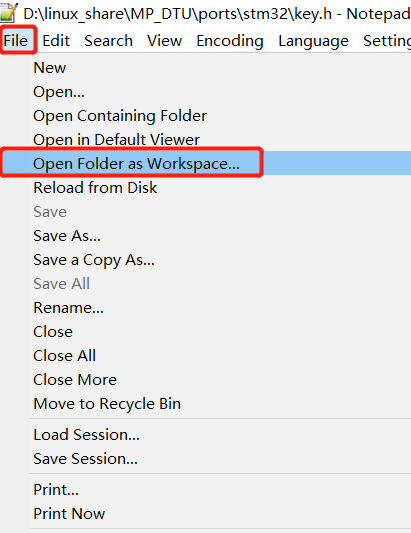 D:\linux_share\MP_DTU\ports\stm32\key.h - Notepad
File Edit Search View Encoding Language Setting
New
Open...
Open Containing Folder
Open in Default Viewer
Open Folder as Workspace...
Reload from Disk
Save
Save As...
Save a Copy As...
Save All
Rename...
Close
Close All
Close More
Move to Recycle Bin
Load Session...
Save Session...
Print...
Print Now